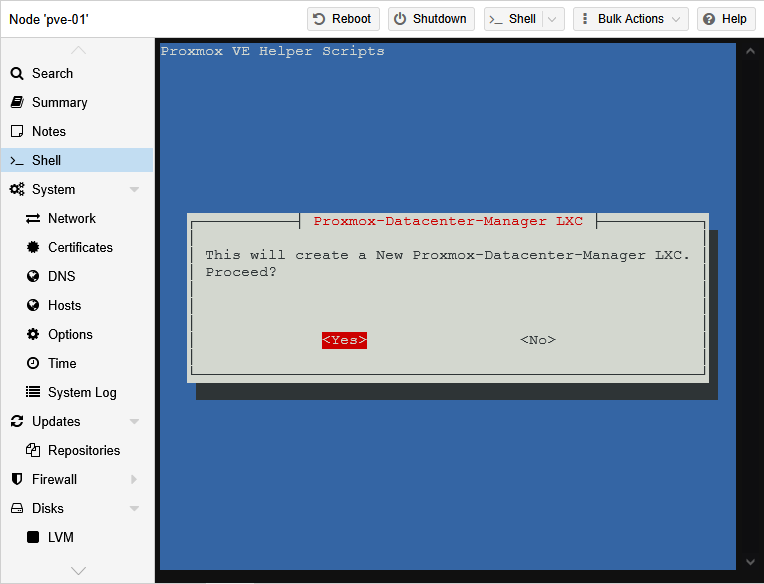 Node 'pve-01'
Reboot
Shutdown
>_ Shell
Bulk Actions
Help
Search
Summary
Notes
>_ Shell
System
Network
Certificates
DNS
Hosts
Options
Time
System Log
Updates
Repositories
Firewall
Disks
LVM
Proxmox VE Helper Scripts
Proxmox-Datacenter-Manager LXC
This will create a New Proxmox-Datacenter-Manager LXC.
Proceed?
<Yes> <No>